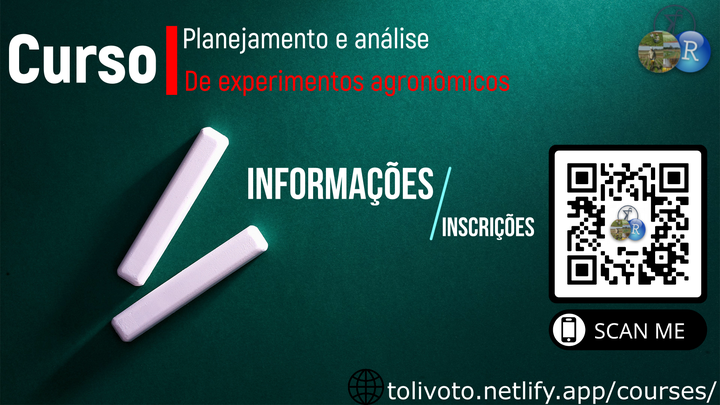 Curso
Planejamento e análise
De experimentos agronômicos
R
INFORMAÇÕES
INSCRIÇÕES
R
SCAN ME
tolivoto.netlify.app/courses/